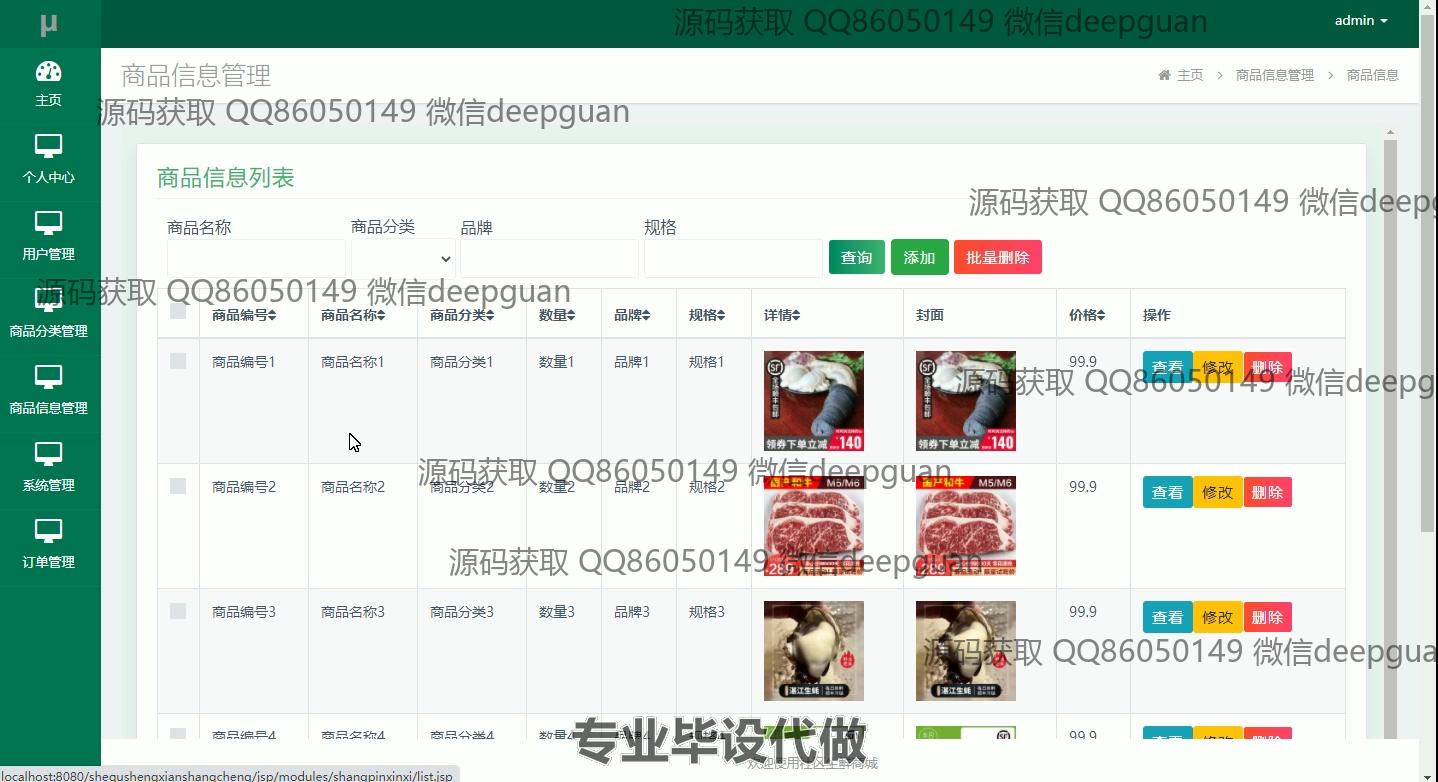 μ
admin
源码获取 QQ86050149 微信deepguan
商品信息管理
主页 > 商品信息管理 > 商品信息
主页
源码获取 QQ86050149 微信deepguan
个人中心
商品信息列表
源码获取 QQ86050149 微信deepg
用户管理
商品名称 商品分类 品牌 规格
查询 添加 批量删除
源码获取 QQ86050149 微信deepguan
商品分类管理
商品编号 商品名称 商品分类 数量 品牌 规格 详情 封面 价格 操作
商品编号1 商品名称1 商品分类1 数量1 品牌1 规格1 99.9 查看 修改 删除
领券下单立减 140
领券下单立减 140
源码获取 QQ86050149 微信deepg
商品信息管理
系统管理
源码获取 QQ86050149 微信deepguan
商品编号2 商品名称2 商品分类2 数量2 品牌2 规格2 99.9 查看 修改 删除
M5/M6
289
M5/M6
289
订单管理
源码获取 QQ86050149 微信deepguan
商品编号3 商品名称3 商品分类3 数量3 品牌3 规格3 99.9 查看 修改 删除
湛江生蚝
湛江生蚝
源码获取 QQ86050149 微信deepgua
商品编号4 商品名称4 商品分类4 数量4 品牌4 规格4 99.9 查看 修改 删除
专业毕设代做
欢迎使用社区生鲜商城
localhost:8080/shequshengxianshangcheng/jsp/modules/shangpinxinxi/list.jsp